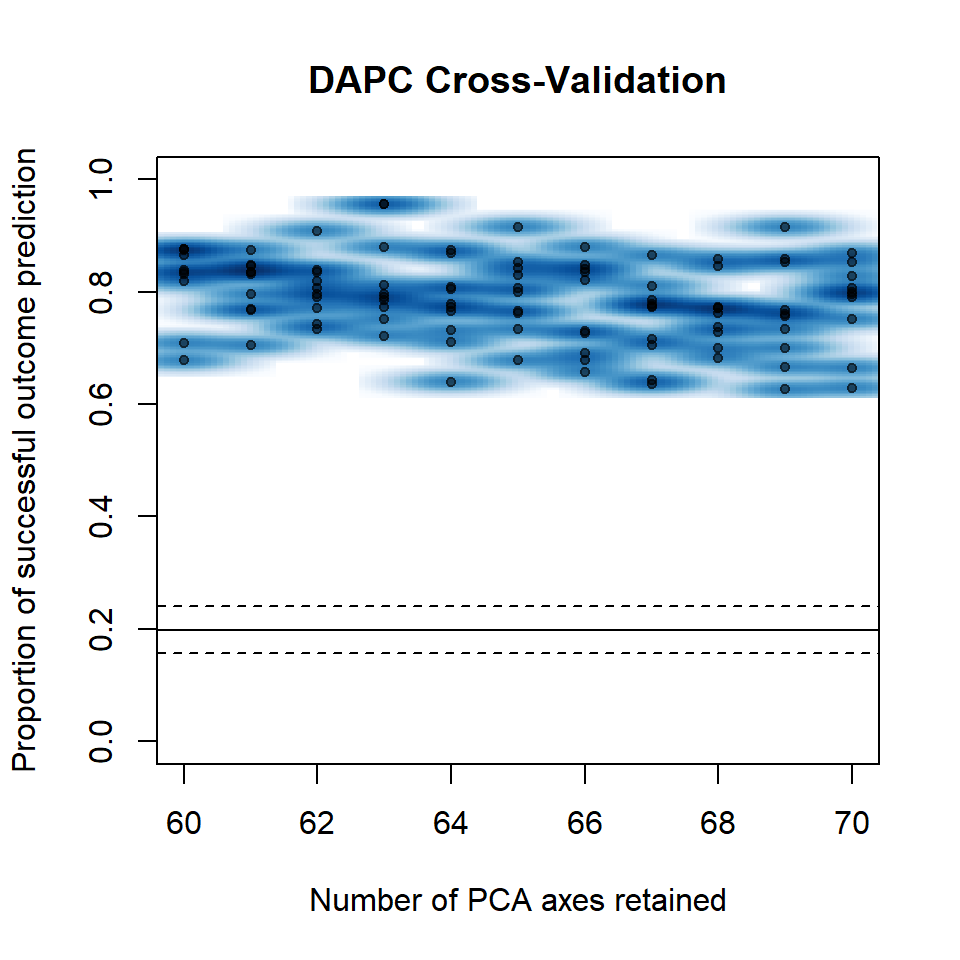 DAPC Cross-Validation
Proportion of successful outcome prediction
1.0
0.8
0.6
0.4
0.2
0.0
60 62 64 66 68 70
Number of PCA axes retained